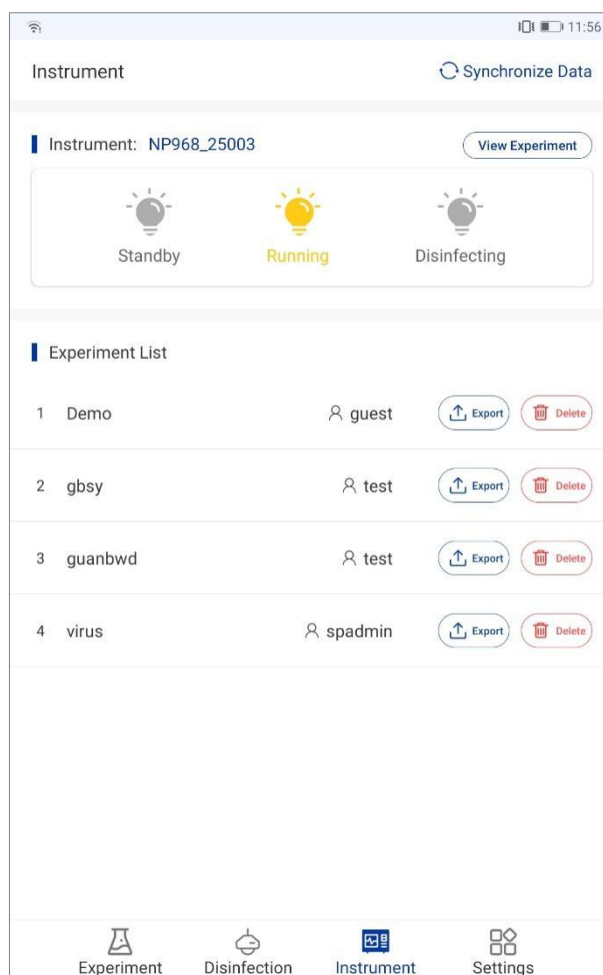 11:56
Instrument Synchronize Data
Instrument: NP968_25003 View Experiment
Standby Running Disinfecting
Experiment List
1 Demo guest Export Delete
2 gbsy test Export Delete
3 guanbwd test Export Delete
4 virus spadmin Export Delete
Experiment Disinfection Instrument Settings